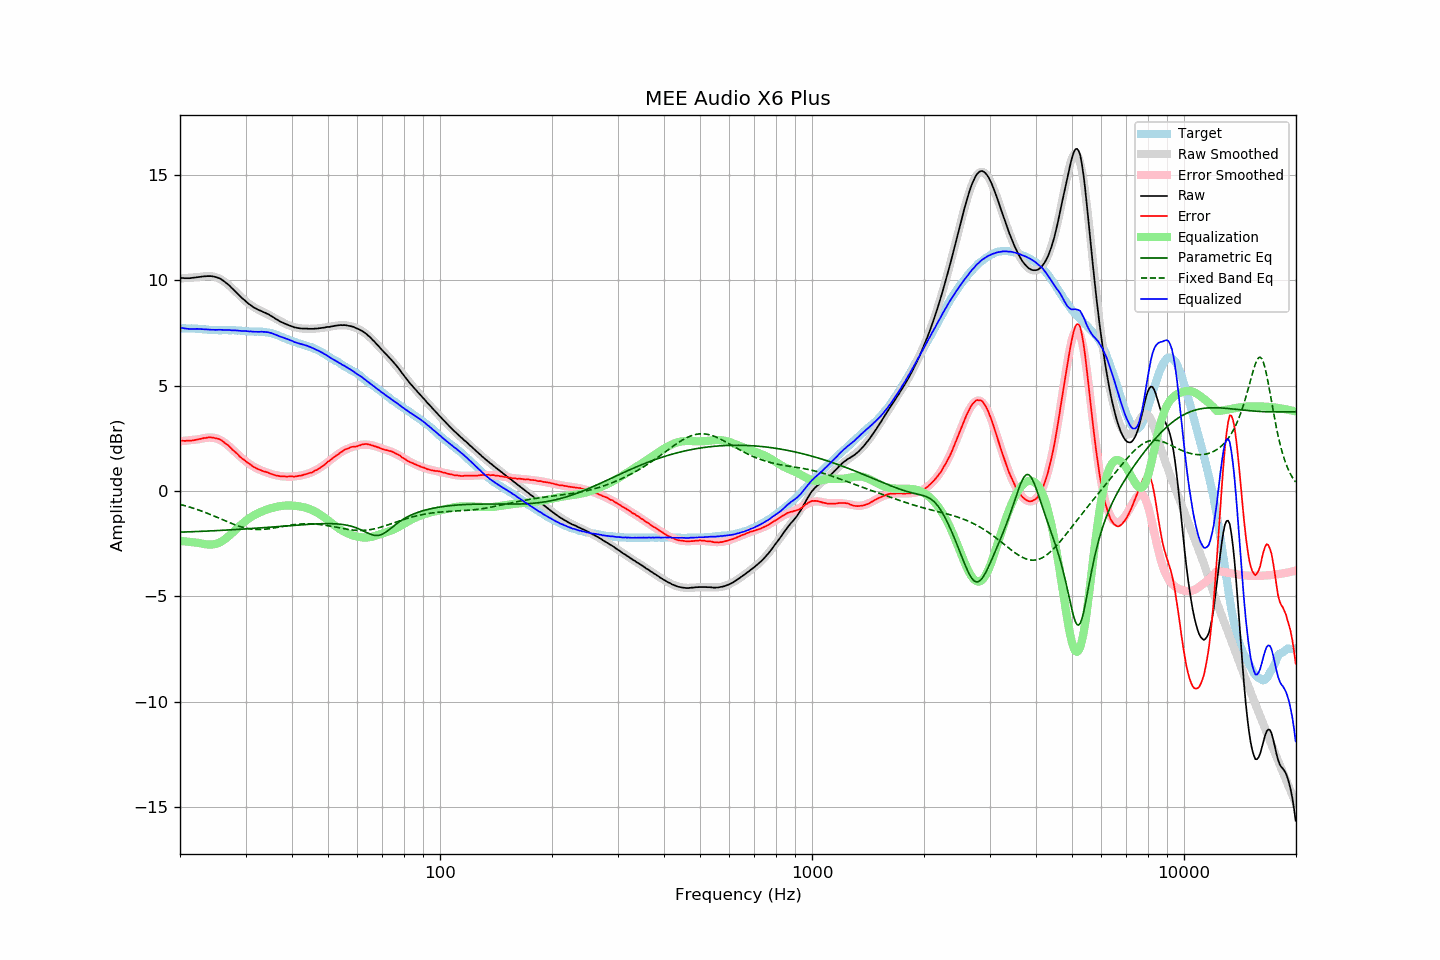 MEE Audio X6 Plus
Target
Raw Smoothed
Error Smoothed
Raw
Error
Equalization
Parametric Eq
Fixed Band Eq
Equalized
Amplitude (dBr)
15
10
5
0
−5
−10
−15
100
1000
10000
Frequency (Hz)